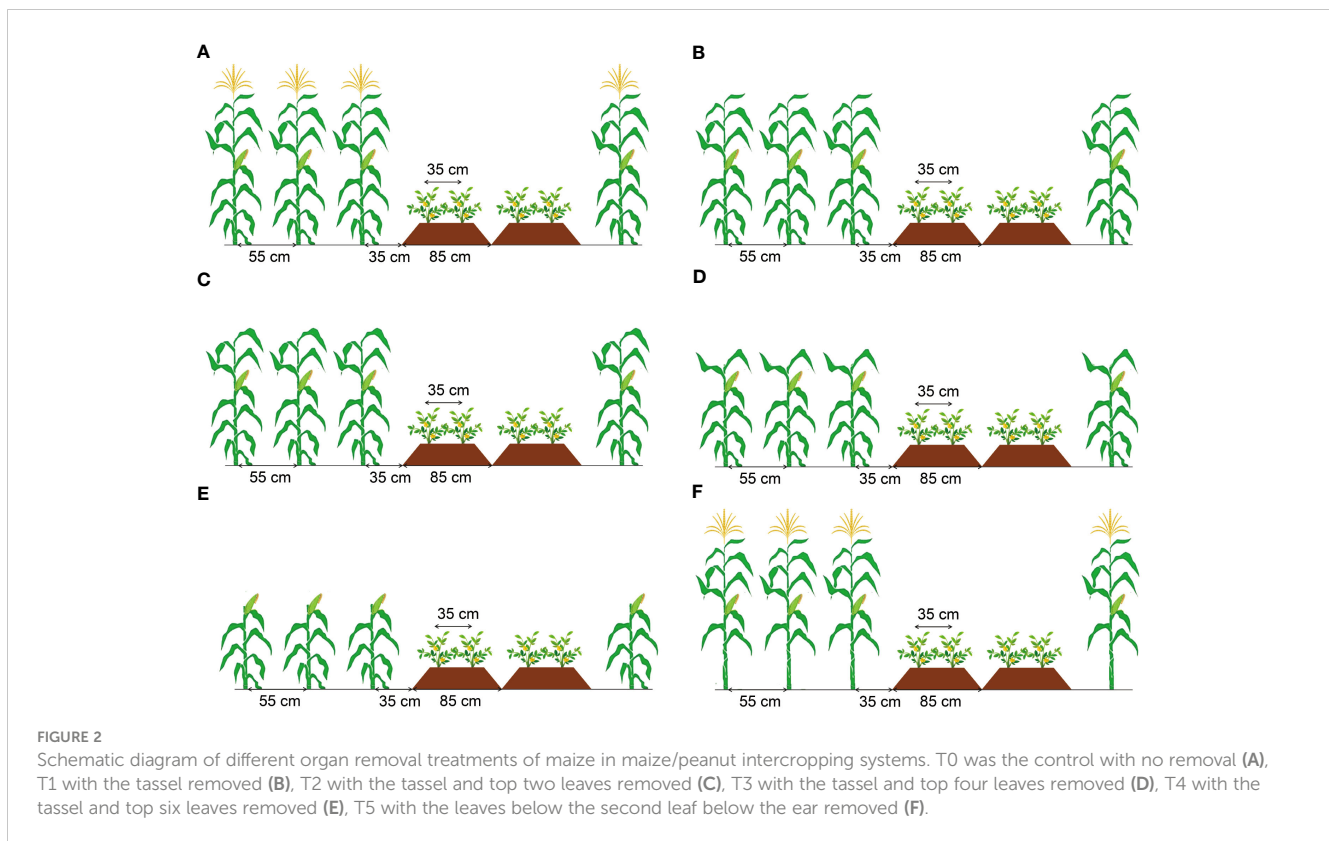 A
B
35 cm
35 cm
55 cm
35 cm
85 cm
55 cm
35 cm
85 cm
C
D
35 cm
35 cm
55 cm
35 cm
85 cm
55 cm
35 cm
85 cm
E
F
35 cm
35 cm
55 cm
35 cm
85 cm
55 cm
35 cm
85 cm
FIGURE 2
Schematic diagram of different organ removal treatments of maize in maize/peanut intercropping systems. T0 was the control with no removal (A),
T1 with the tassel removed (B), T2 with the tassel and top two leaves removed (C), T3 with the tassel and top four leaves removed (D), T4 with the
tassel and top six leaves removed (E), T5 with the leaves below the second leaf below the ear removed (F).